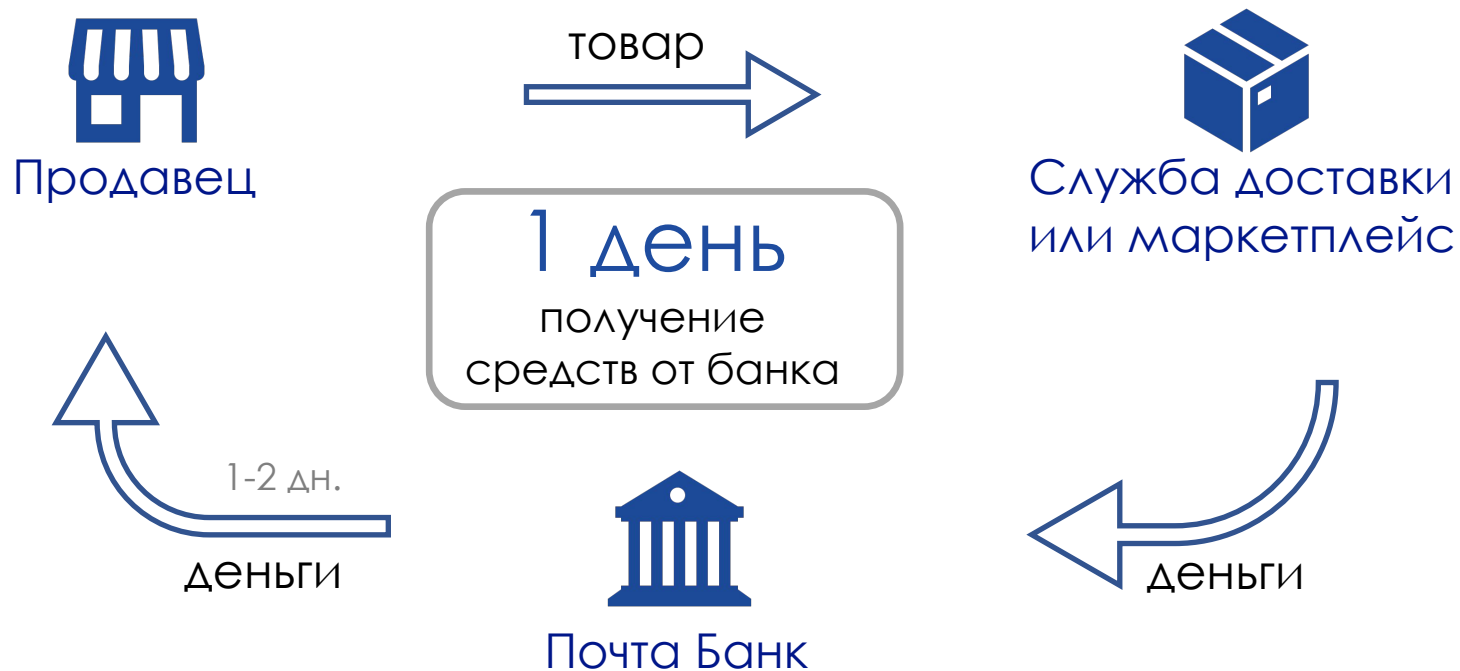 товар
Продавец
Служба доставки
или маркетплейс
1 день
получение
средств от банка
1-2 дн.
деньги
деньги
Почта Банк